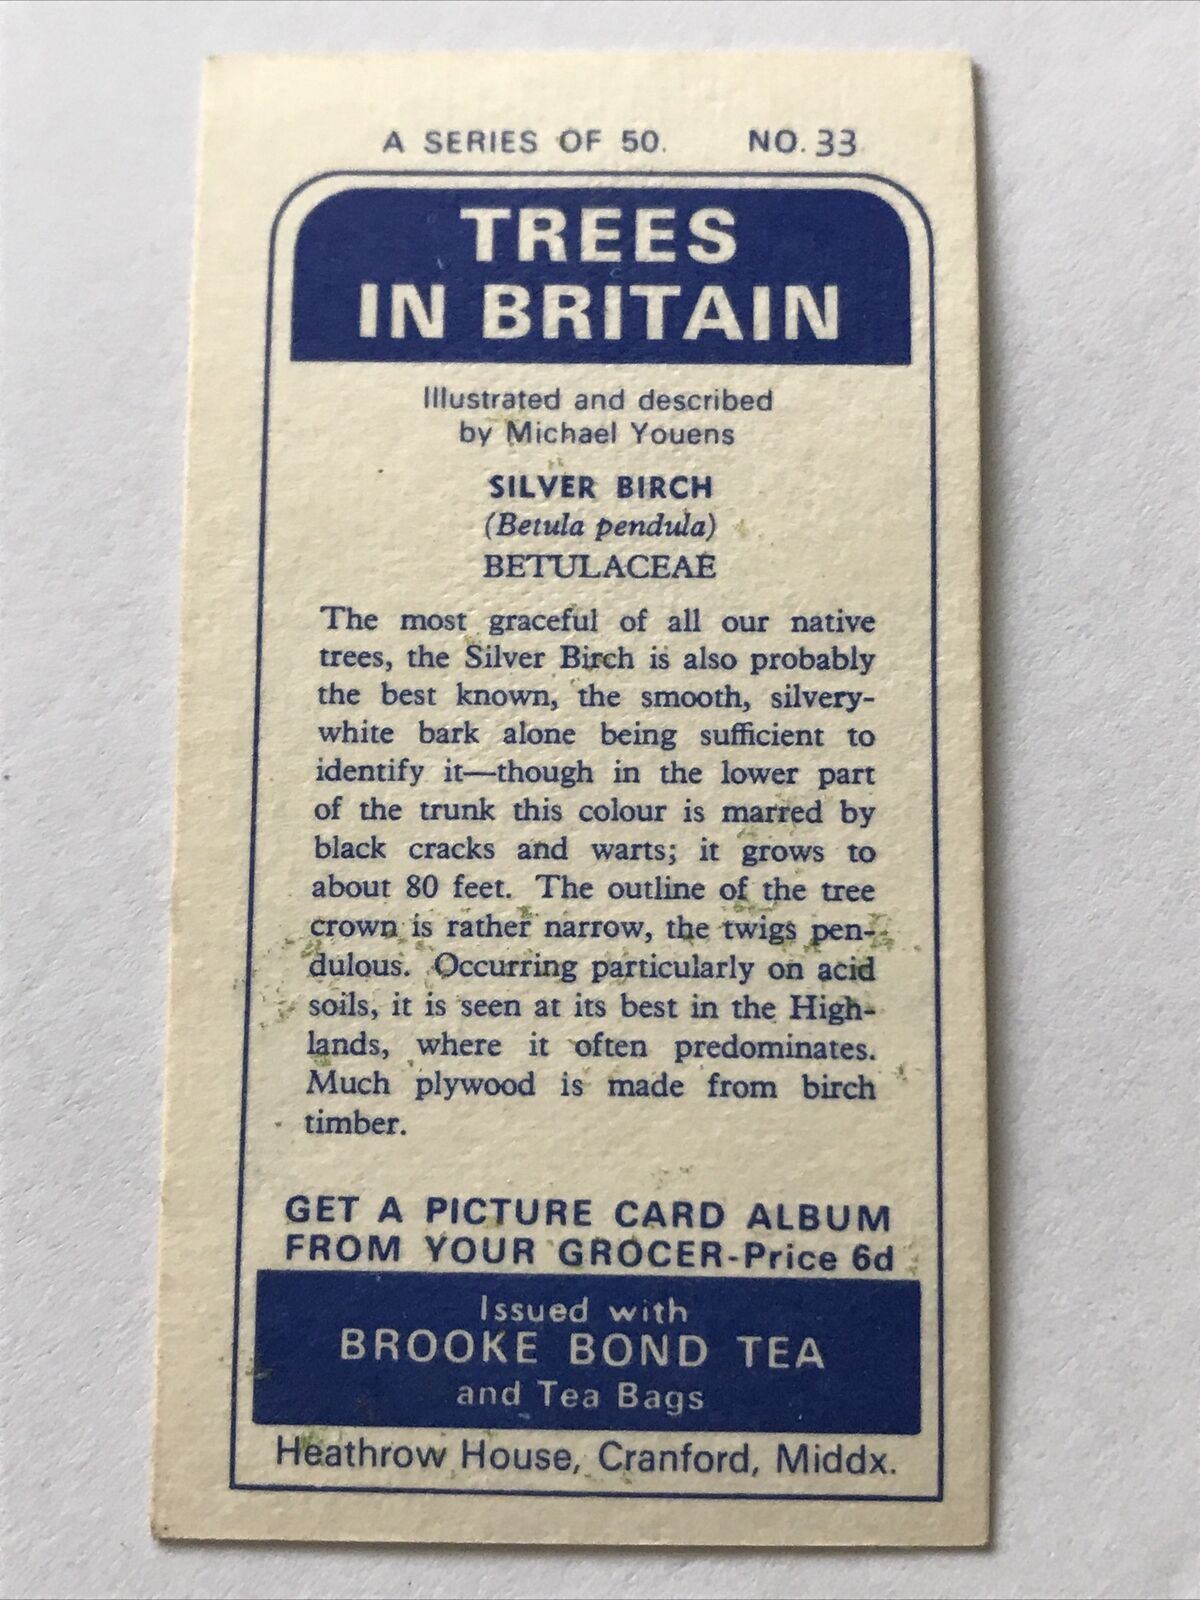 A SERIES OF 50. NO. 33
TREES
IN BRITAIN
Illustrated and described
by Michael Youens
SILVER BIRCH
(Betula pendula)
BETULACEAE
The most graceful of all our native
trees, the Silver Birch is also probably
the best known, the smooth, silvery-
white bark alone being sufficient to
identify it—though in the lower part
of the trunk this colour is marred by
black cracks and warts; it grows to
about 80 feet. The outline of the tree
crown is rather narrow, the twigs pen-
dulous. Occurring particularly on acid
soils, it is seen at its best in the High-
lands, where it often predominates.
Much plywood is made from birch
timber.
GET A PICTURE CARD ALBUM
FROM YOUR GROCER-Price 6d
Issued with
BROOKE BOND TEA
and Tea Bags
Heathrow House, Cranford, Middx.